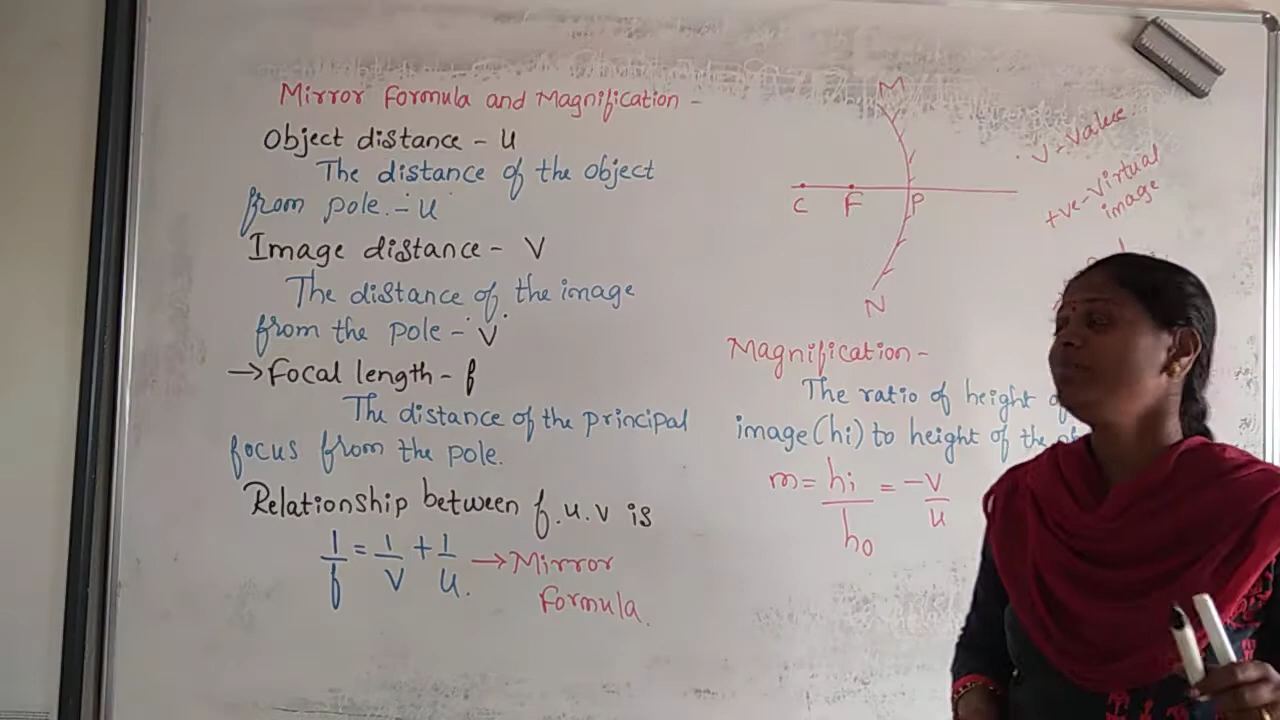 Mirror Formula and Magnification -
Object distance - u
The distance of the object
from pole. - u
Image distance - v
The distance of the image
from the pole - v
→ Focal length - f
The distance of the principal
focus from the pole.
Relationship between f.u.v is
1/f = 1/v + 1/u. → Mirror
Formula.
M
C F P
N
v - value
+ve - Virtual
image
Magnification -
The ratio of height
image (hi) to height of the
m = hi/ho = -v/u